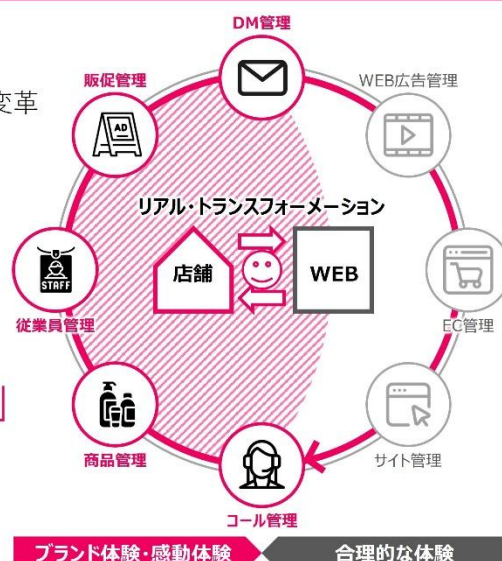 DM管理
販促管理
WEB広告管理
変革
AD
リアル・トランスフォーメーション
店舗
WEB
STAFF
従業員管理
EC管理
商品管理
サイト管理
コール管理
ブランド体験・感動体験
合理的な体験